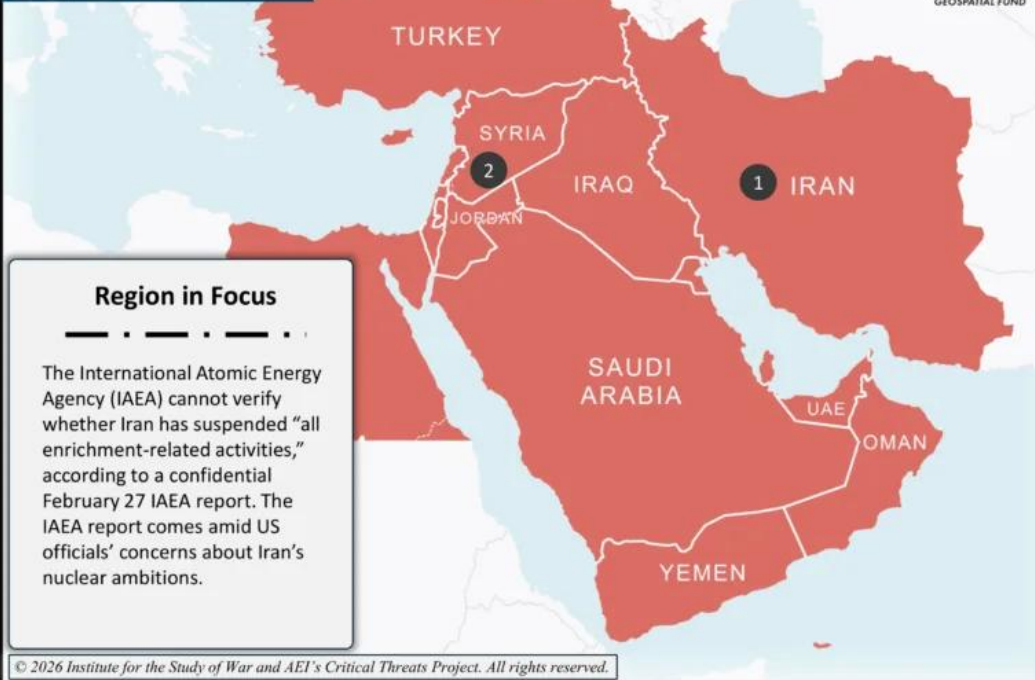 GEOSPATIAL FUND
TURKEY
SYRIA
2
IRAQ
1 IRAN
JORDAN
Region in Focus
The International Atomic Energy
Agency (IAEA) cannot verify
whether Iran has suspended “all
enrichment-related activities,”
according to a confidential
February 27 IAEA report. The
IAEA report comes amid US
officials’ concerns about Iran’s
nuclear ambitions.
SAUDI
ARABIA
UAE
OMAN
YEMEN
© 2026 Institute for the Study of War and AEI’s Critical Threats Project. All rights reserved.